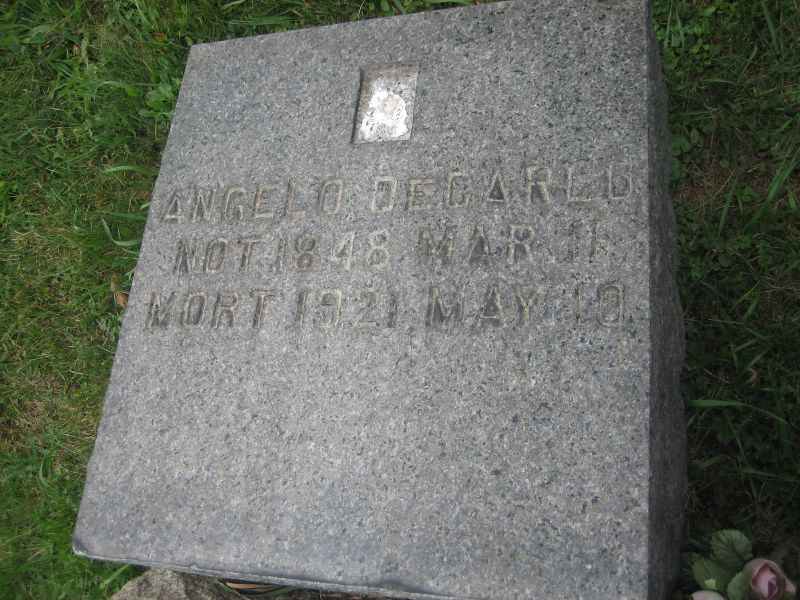 ANGELO DECARLO
NOT 1848 MAR 11
MORT 1921 MAY 10